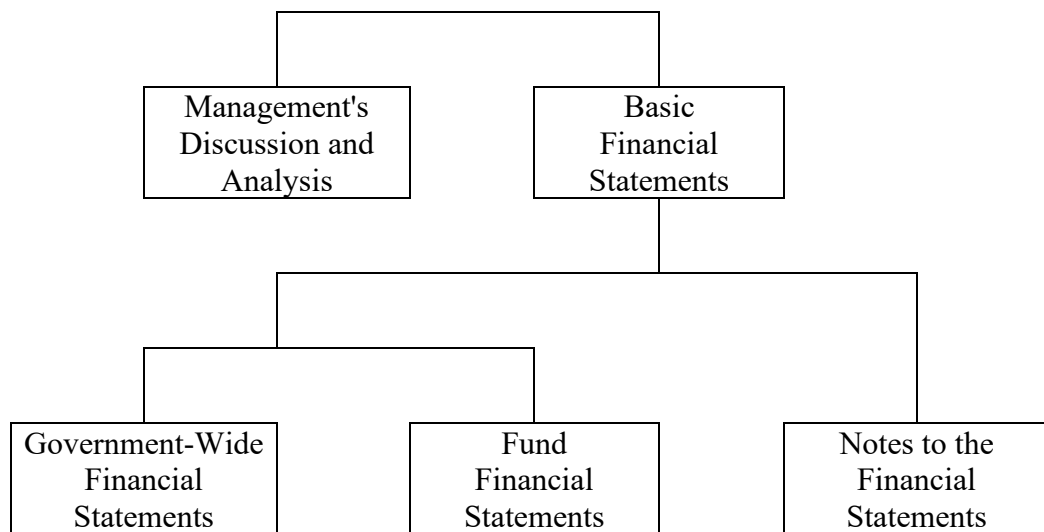 Management's
Discussion and
Analysis
Basic
Financial
Statements
Government-Wide
Financial
Statements
Fund
Financial
Statements
Notes to the
Financial
Statements